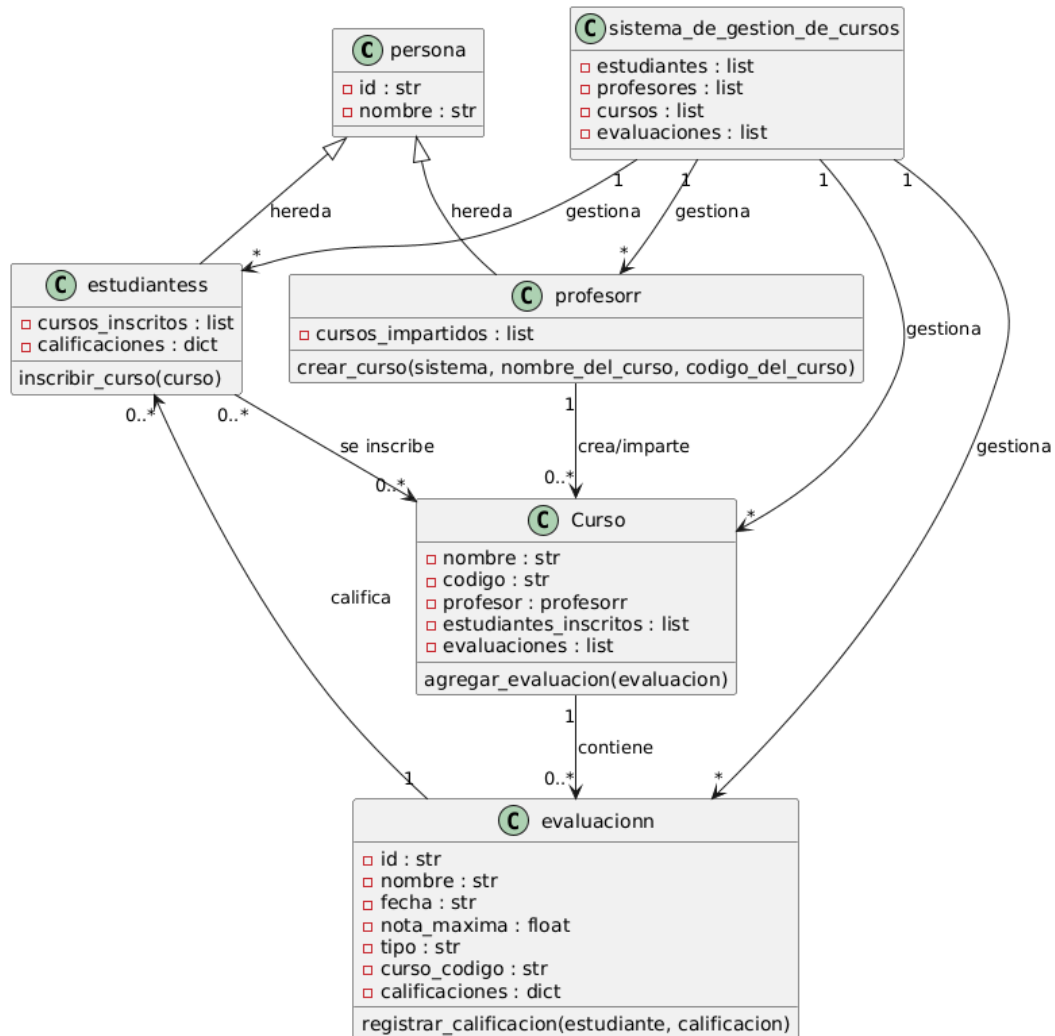 C persona
id : str
nombre : str
C sistema_de_gestion_de_cursos
estudiantes : list
profesores : list
cursos : list
evaluaciones : list
hereda
hereda
1
gestiona
*
1
gestiona
*
1
gestiona
*
1
gestiona
*
C estudiantess
cursos_inscritos : list
calificaciones : dict
inscribir_curso(curso)
C profesorr
cursos_impartidos : list
crear_curso(sistema, nombre_del_curso, codigo_del_curso)
0..*
0..*
se inscribe
0..*
1
crea/imparte
0..*
C Curso
nombre : str
codigo : str
profesor : profesorr
estudiantes_inscritos : list
evaluaciones : list
agregar_evaluacion(evaluacion)
califica
1
1
contiene
0..*
C evaluacionn
id : str
nombre : str
fecha : str
nota_maxima : float
tipo : str
curso_codigo : str
calificaciones : dict
registrar_calificacion(estudiante, calificacion)